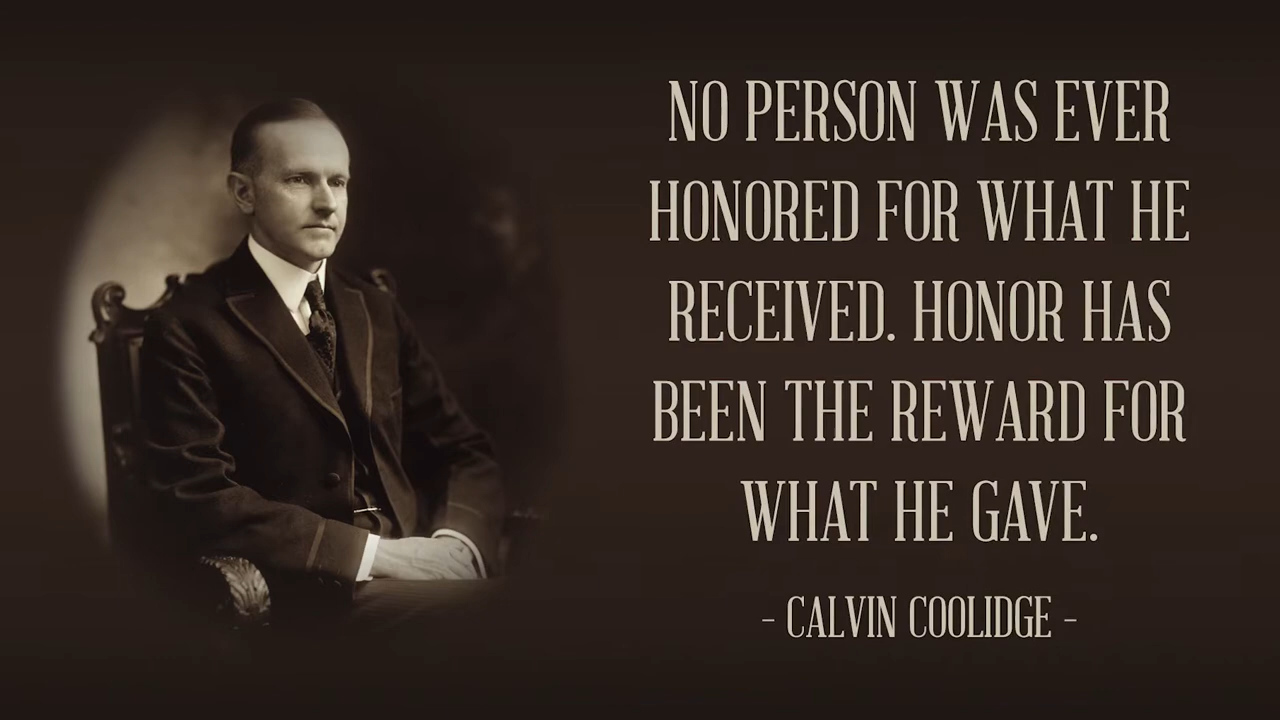 NO PERSON WAS EVER
HONORED FOR WHAT HE
RECEIVED. HONOR HAS
BEEN THE REWARD FOR
WHAT HE GAVE.
- CALVIN COOLIDGE -